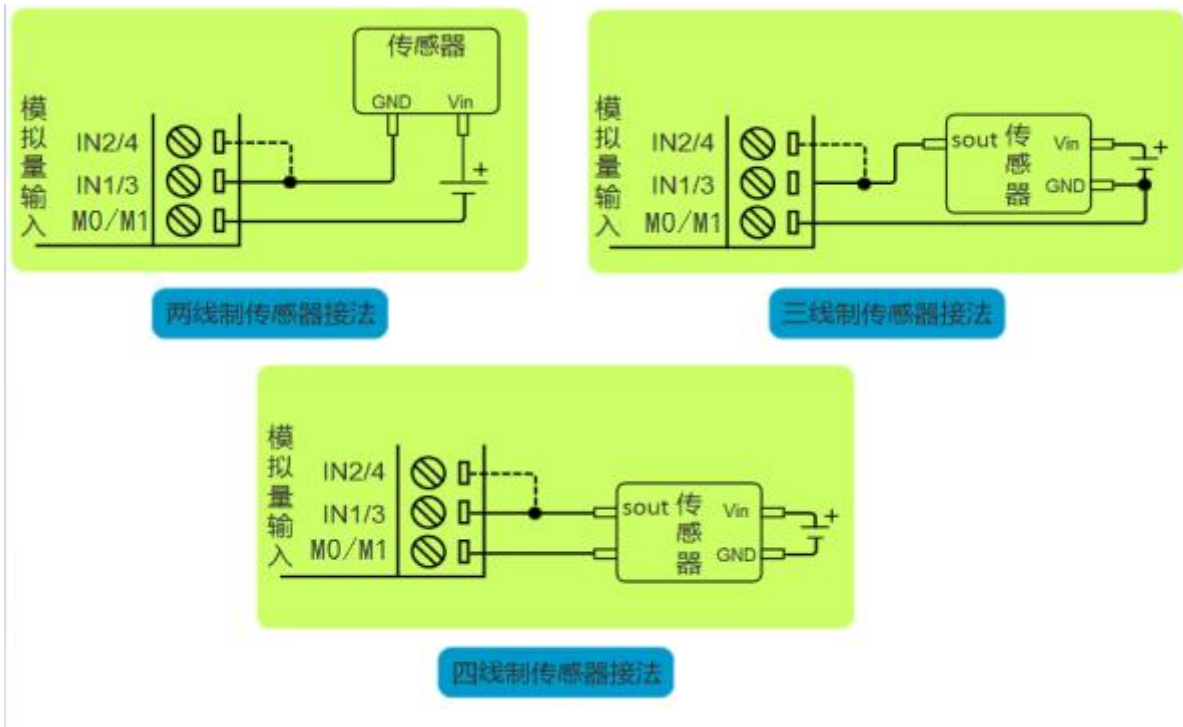 传感器
GND Vin
模拟量输入
IN2/4
IN1/3
M0/M1
+
两线制传感器接法
模拟量输入
IN2/4
IN1/3
M0/M1
sout
传感器
Vin
GND
+
三线制传感器接法
模拟量输入
IN2/4
IN1/3
M0/M1
sout
传感器
Vin
GND
+
四线制传感器接法